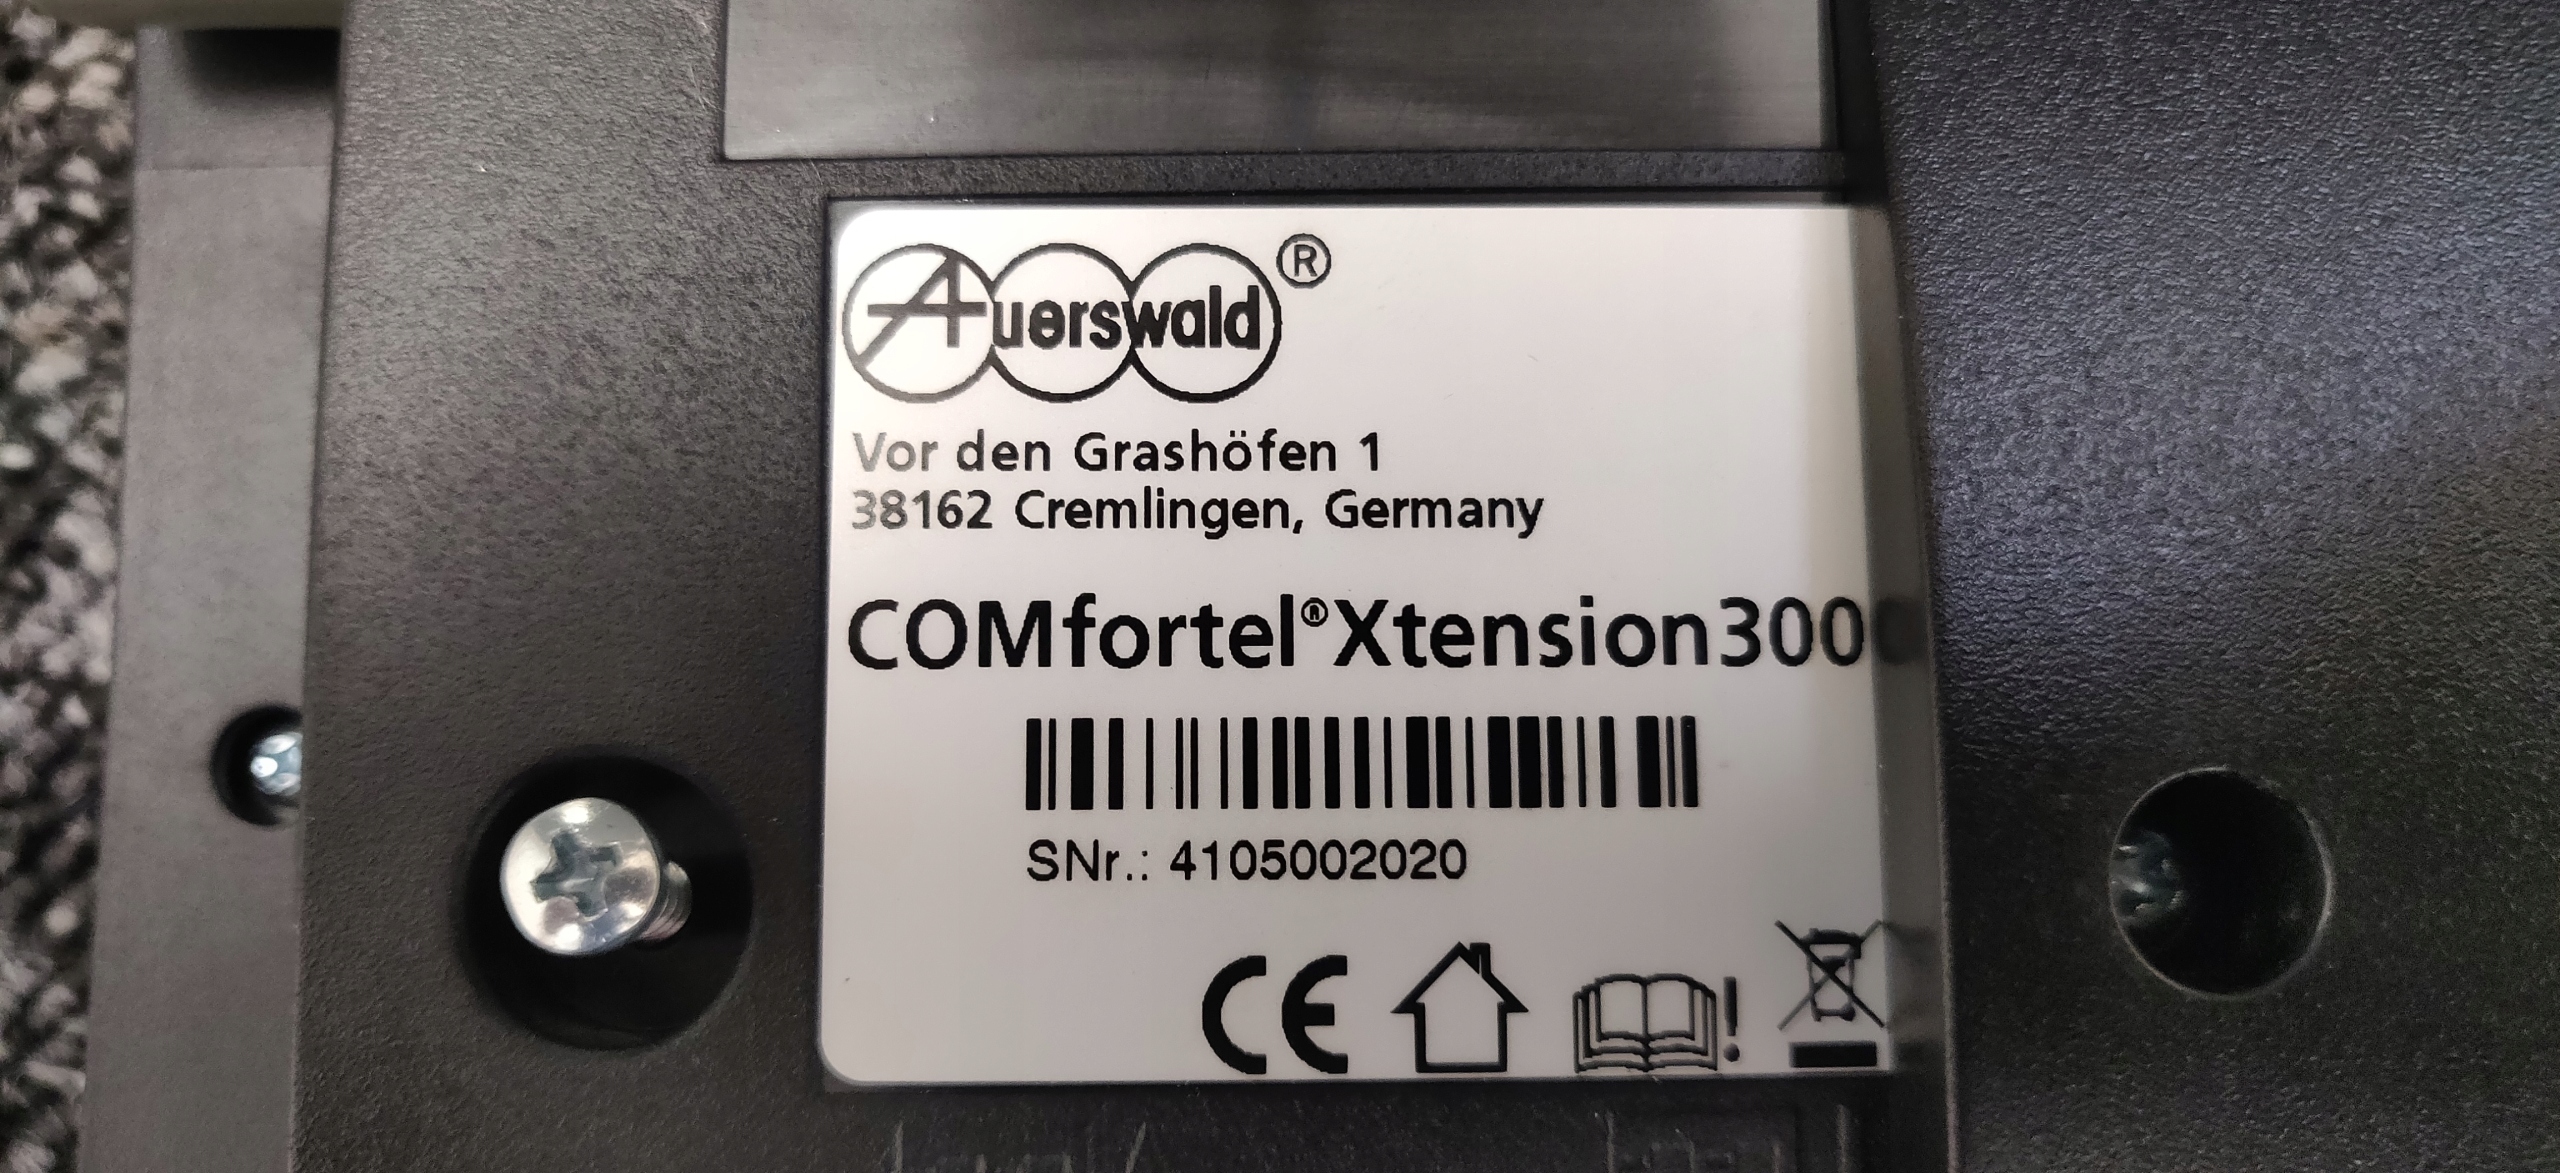 Auerswald ®
Vor den Grashöfen 1
38162 Cremlingen, Germany
COMfortel®Xtension300
SNr.: 4105002020
CE